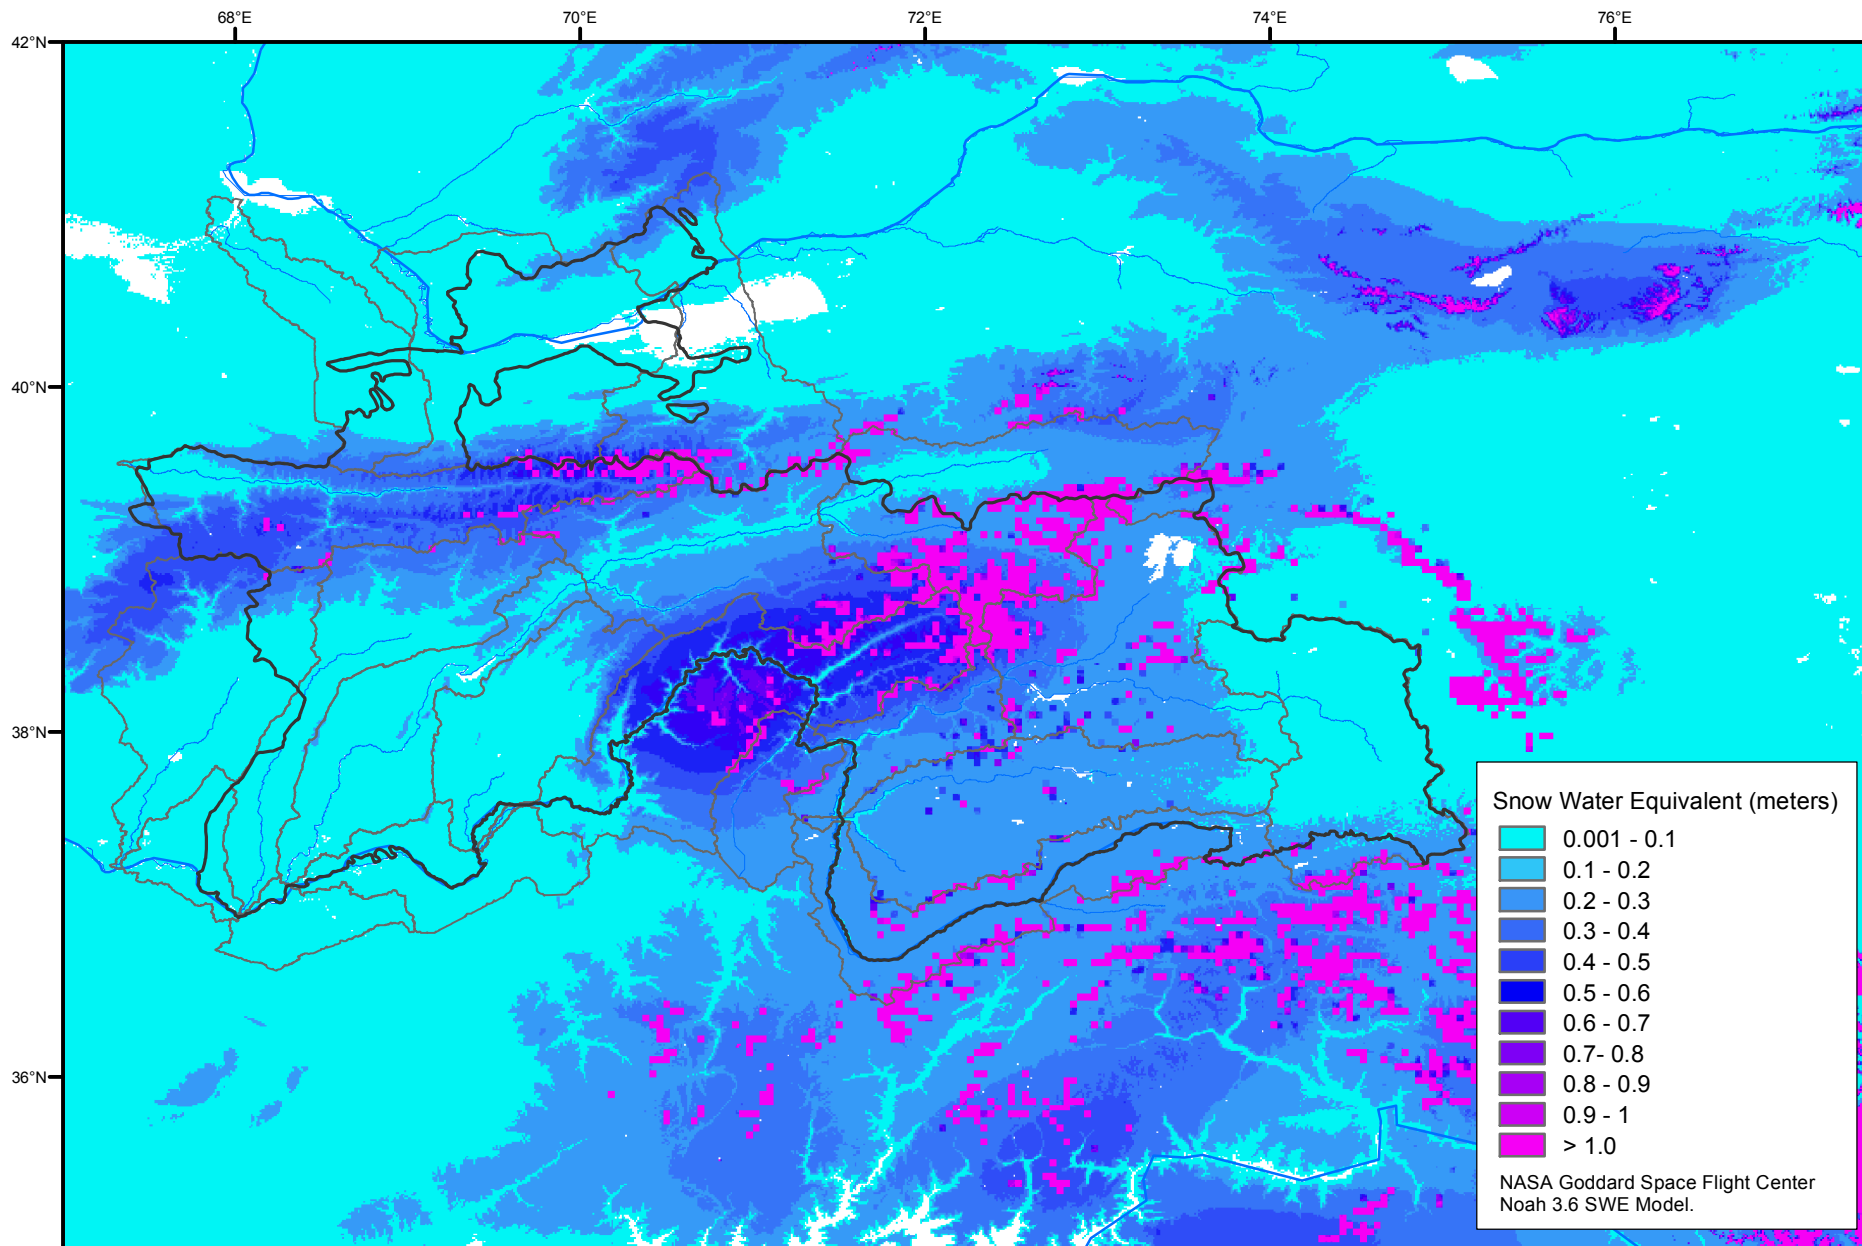 68°E
70°E
72°E
74°E
76°E
42°N
40°N
38°N
36°N
Snow Water Equivalent (meters)
0.001 - 0.1
0.1 - 0.2
0.2 - 0.3
0.3 - 0.4
0.4 - 0.5
0.5 - 0.6
0.6 - 0.7
0.7- 0.8
0.8 - 0.9
0.9 - 1
> 1.0
NASA Goddard Space Flight Center
Noah 3.6 SWE Model.